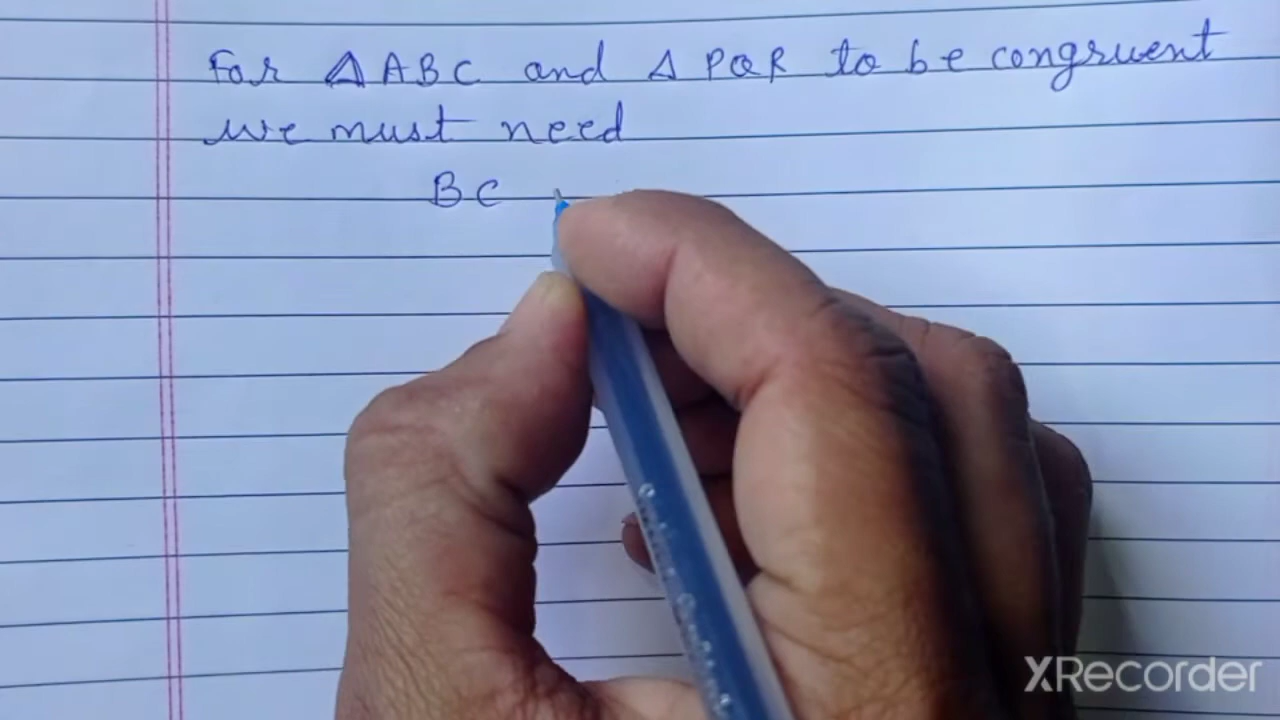 For △ABC and △PQR to be congruent
we must need
BC
XRecorder